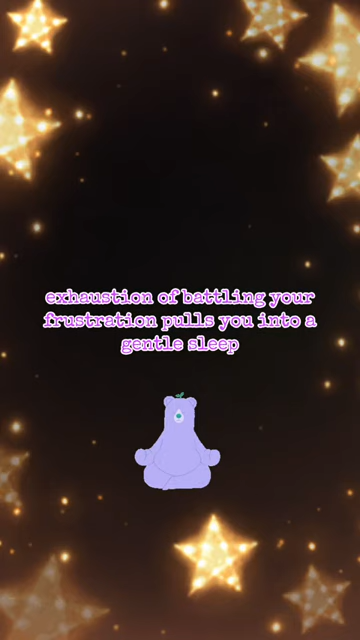 exhaustion of battling your
frustration pulls you into a
gentle sleep